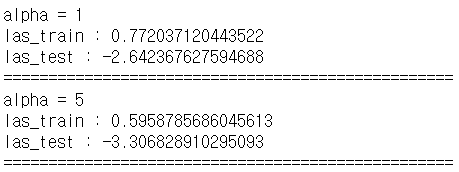 alpha = 1
las_train : 0.772037120443522
las_test : -2.642367627594688
==================================================
alpha = 5
las_train : 0.5958785686045613
las_test : -3.306828910295093
==================================================